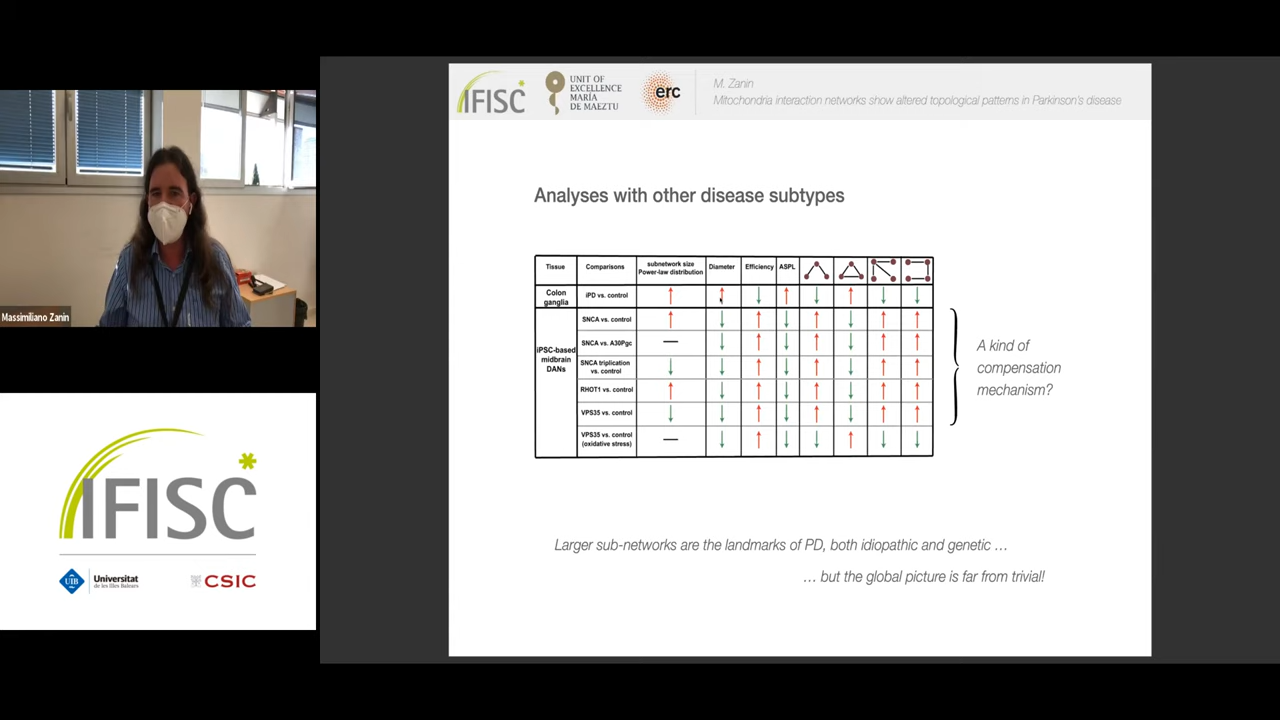 IFISC
UNIT OF
EXCELLENCE
MARÍA
DE MAEZTU
erc
M. Zanin
Mitochondria interaction networks show altered topological patterns in Parkinson's disease
Massimiliano Zanin
IFISC
UIB
Universitat
de les Illes Balears
CSIC
Analyses with other disease subtypes
Tissue
Comparisons
subnetwork size
Power-law distribution
Diameter
Efficiency
ASPL
Colon
ganglia
iPD vs. control
↑ ↑ ↓ ↑ ↓ ↑ ↓ ↓
iPSC-based
midbrain
DANs
SNCA vs. control
↑ ↓ ↑ ↓ ↑ ↓ ↑ ↑
SNCA vs. A30Pgc
— ↓ ↑ ↓ ↑ ↓ ↑ ↑
SNCA triplication
vs. control
↓ ↓ ↑ ↓ ↑ ↓ ↑ ↑
RHOT1 vs. control
↑ ↓ ↑ ↓ ↑ ↓ ↑ ↑
VPS35 vs. control
↓ ↓ ↑ ↓ ↑ ↓ ↑ ↑
VPS35 vs. control
(oxidative stress)
— ↓ ↑ ↓ ↓ ↑ ↓ ↓
A kind of
compensation
mechanism?
Larger sub-networks are the landmarks of PD, both idiopathic and genetic ...
... but the global picture is far from trivial!